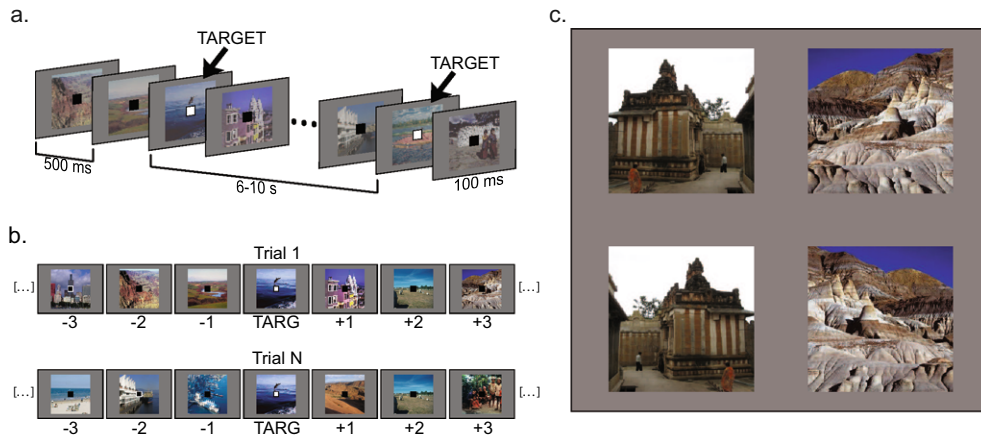 a.
TARGET
TARGET
500 ms
6-10 s
100 ms
b.
Trial 1
[...] [...]
-3 -2 -1 TARG +1 +2 +3
Trial N
[...] [...]
-3 -2 -1 TARG +1 +2 +3
c.